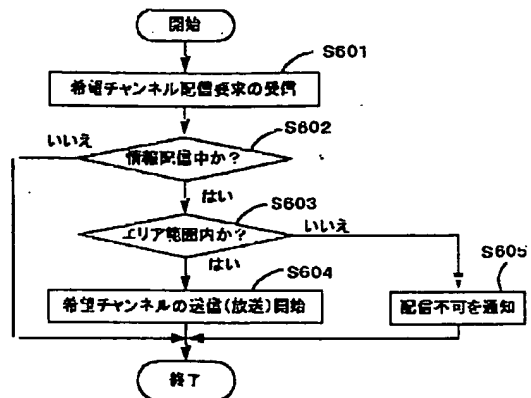 開始
S601
希望チャンネル配信要求の受信
S602
いいえ
情報配信中か?
はい
S603
エリア範囲内か?
いいえ
はい
S604
S605
希望チャンネルの送信(放送)開始
配信不可を通知
終了